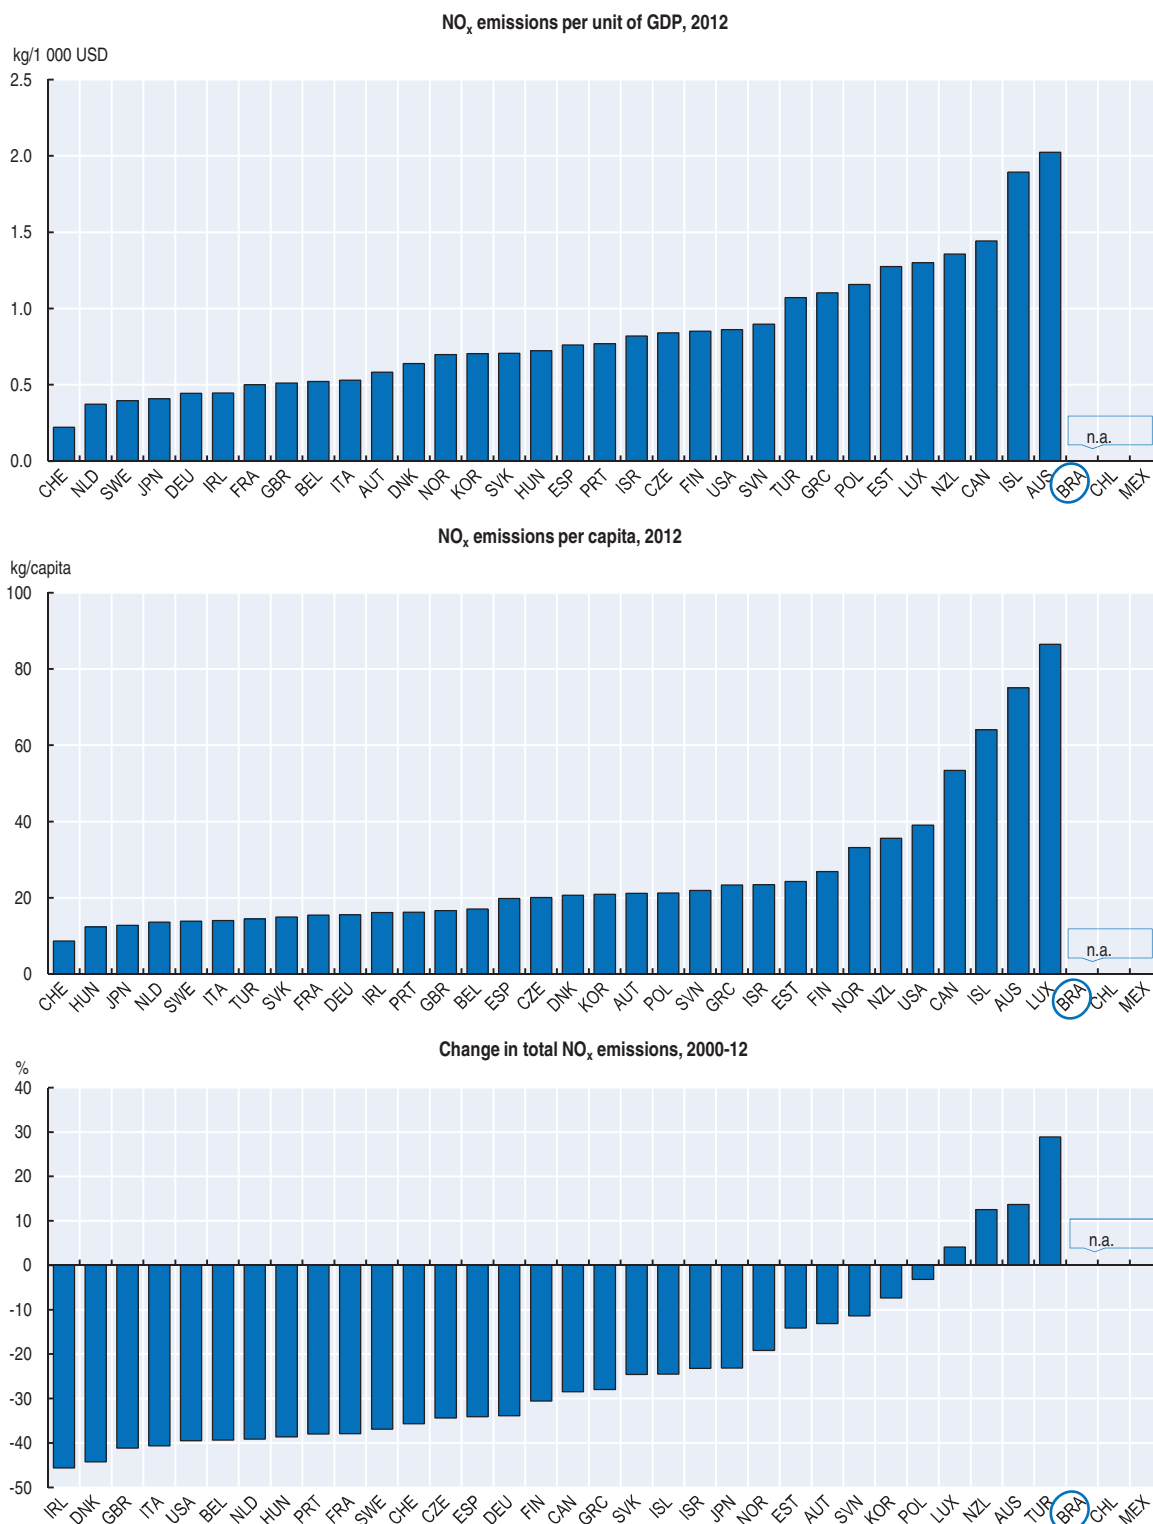 NOx emissions per unit of GDP, 2012
kg/1 000 USD
2.5
2.0
1.5
1.0
0.5
0.0
n.a.
CHE NLD SWE JPN DEU IRL FRA GBR BEL ITA AUT DNK NOR KOR SVK HUN ESP PRT ISR CZE FIN USA SVN TUR GRC POL EST LUX NZL CAN ISL AUS BRA CHL MEX
NOx emissions per capita, 2012
kg/capita
100
80
60
40
20
0
n.a.
CHE HUN JPN NLD SWE ITA TUR SVK FRA DEU IRL PRT GBR BEL ESP CZE DNK KOR AUT POL SVN GRC ISR EST FIN NOR NZL USA CAN ISL AUS LUX BRA CHL MEX
Change in total NOx emissions, 2000-12
%
40
30
20
10
0
-10
-20
-30
-40
-50
n.a.
IRL DNK GBR ITA USA BEL NLD HUN PRT FRA SWE CHE CZE ESP DEU FIN CAN GRC SVK ISL ISR JPN NOR EST AUT SVN KOR POL LUX NZL AUS TUR BRA CHL MEX